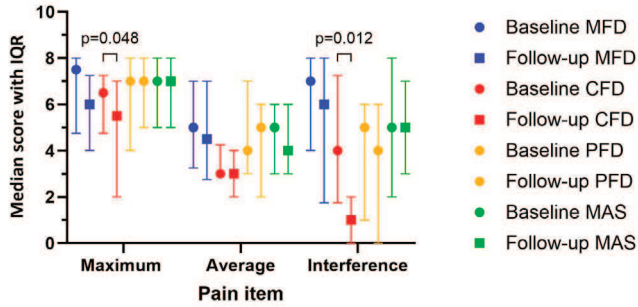 Median score with IQR
10
8
6
4
2
0
p=0.048
p=0.012
Maximum Average Interference
Pain item
Baseline MFD
Follow-up MFD
Baseline CFD
Follow-up CFD
Baseline PFD
Follow-up PFD
Baseline MAS
Follow-up MAS